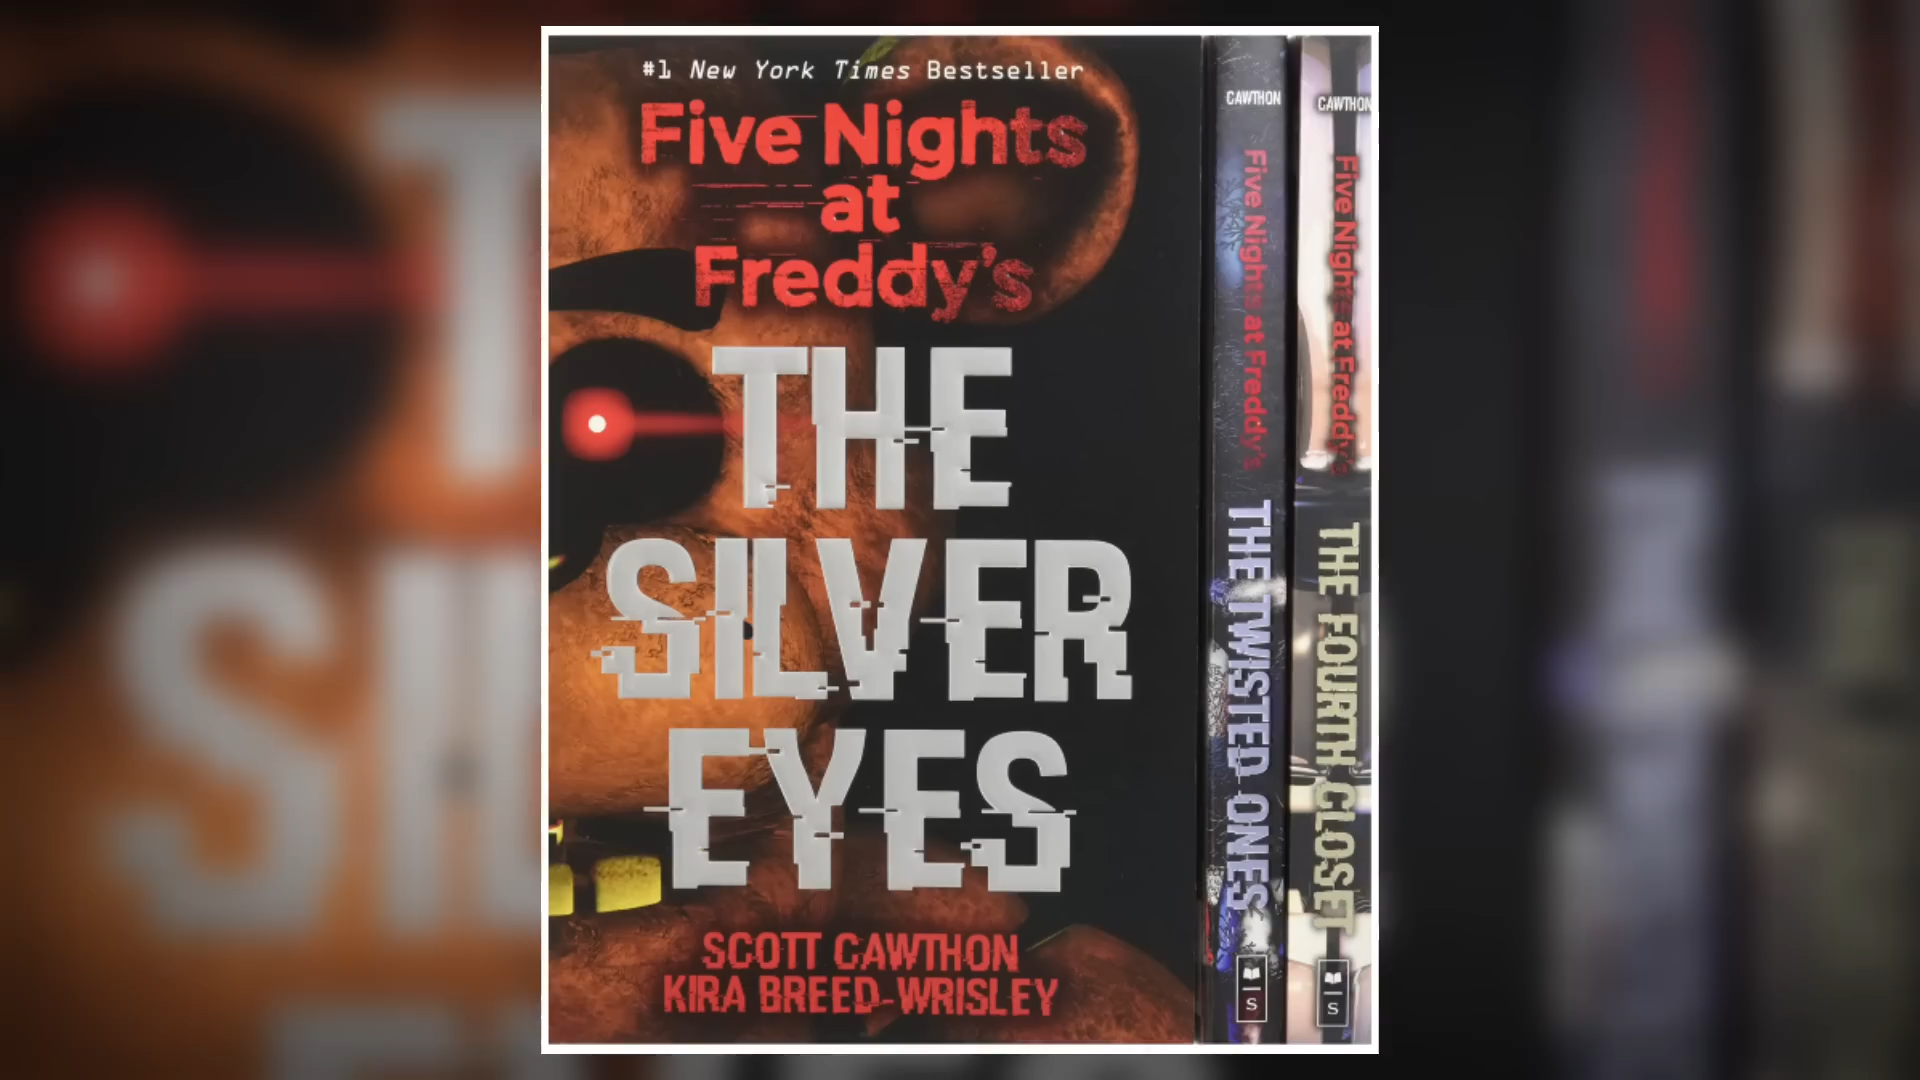 #1 New York Times Bestseller
Five Nights
at
Freddy's
THE
SILVER
EYES
SCOTT CAWTHON
KIRA BREED-WRISLEY
CAWTHON
Five Nights at Freddy's
THE TWISTED ONES
S
CAWTHON
Five Nights at Freddy's
THE FOURTH CLOSET
S